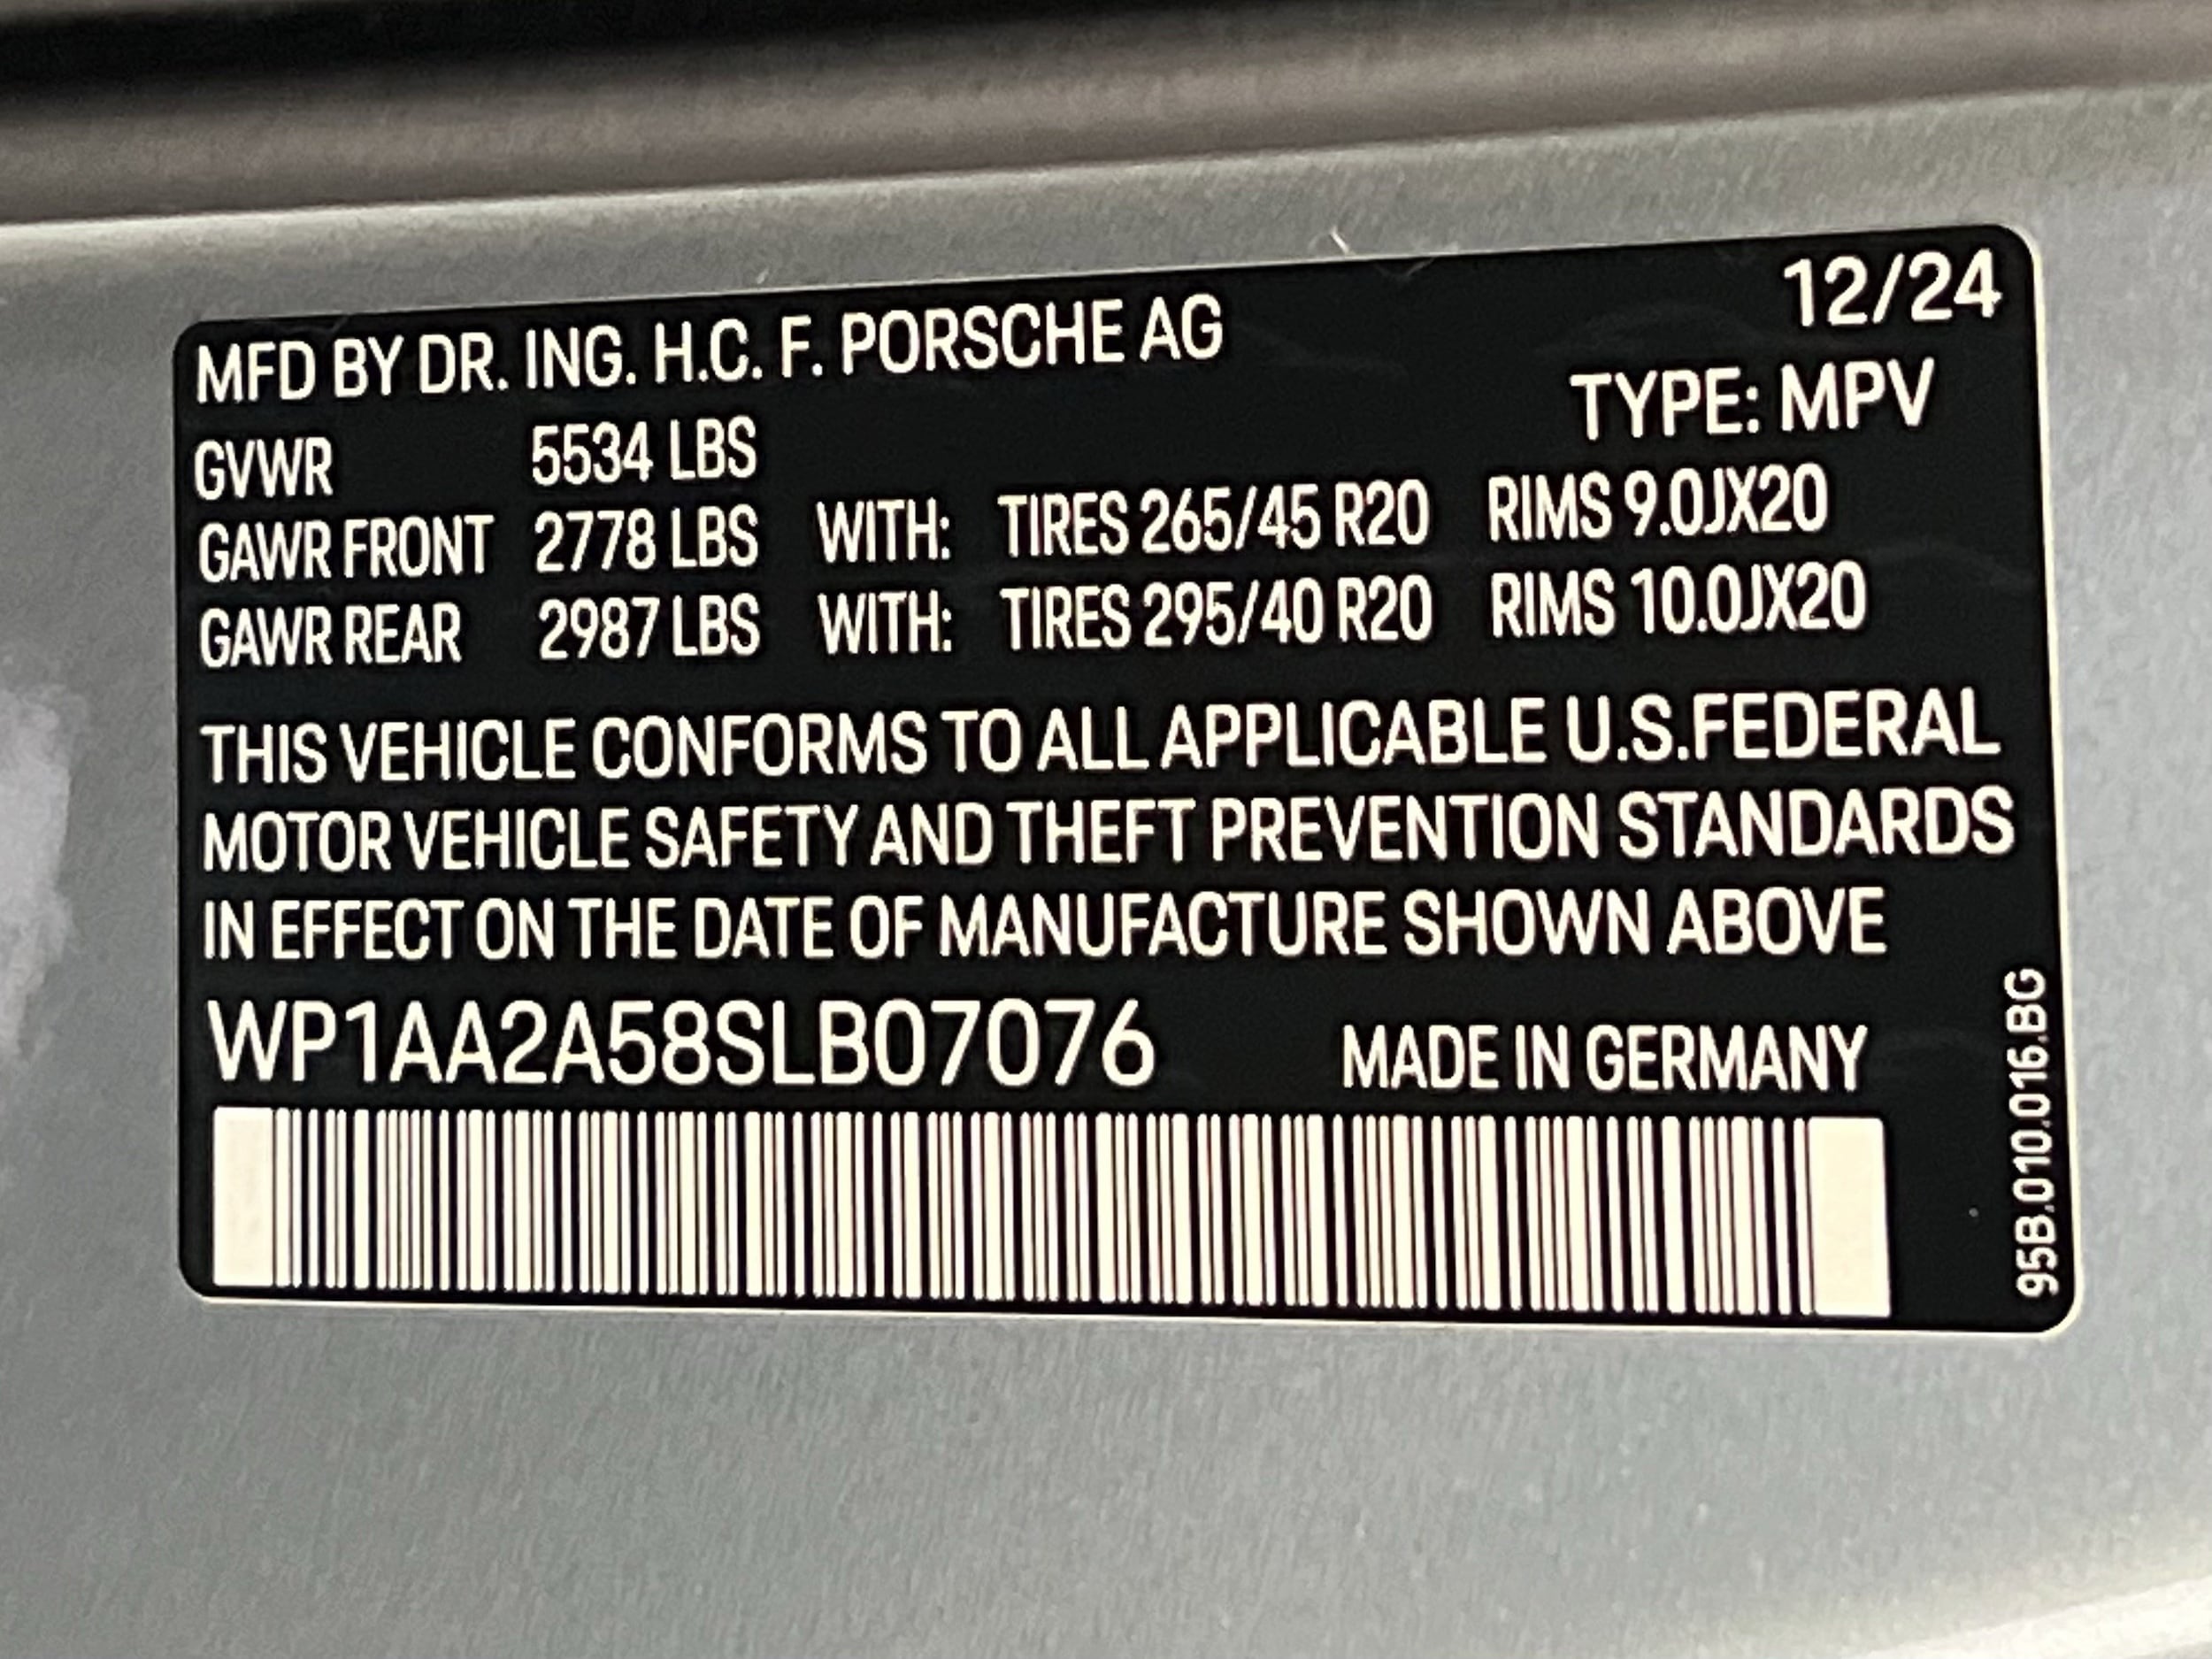 12/24
MFD BY DR. ING. H.C. F. PORSCHE AG
TYPE: MPV
GVWR 5534 LBS
GAWR FRONT 2778 LBS WITH: TIRES 265/45 R20 RIMS 9.0JX20
GAWR REAR 2987 LBS WITH: TIRES 295/40 R20 RIMS 10.0JX20
THIS VEHICLE CONFORMS TO ALL APPLICABLE U.S.FEDERAL
MOTOR VEHICLE SAFETY AND THEFT PREVENTION STANDARDS
IN EFFECT ON THE DATE OF MANUFACTURE SHOWN ABOVE
WP1AA2A58SLB07076 MADE IN GERMANY
95B.010.016.BG